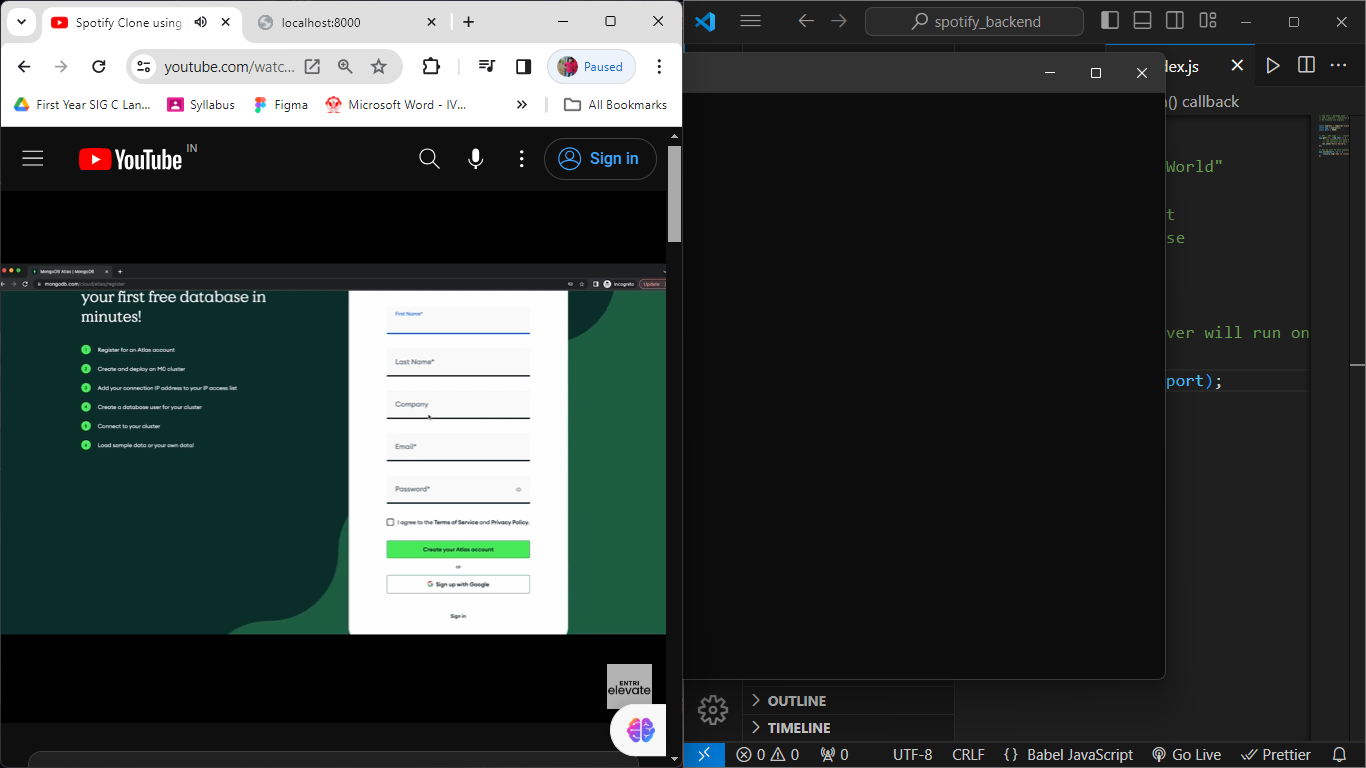 Spotify Clone using
localhost:8000
youtube.com/watc...
Paused
First Year SIG C Lan...
Syllabus
Figma
Microsoft Word - IV...
All Bookmarks
YouTube
IN
Sign in
MongoDB Atlas | MongoDB
mongodb.com/cloud/atlas/register
Incognito
Update
your first free database in
minutes!
1 Register for an Atlas account
2 Create and deploy an M0 cluster
3 Add your connection IP address to your IP access list
4 Create a database user for your cluster
5 Connect to your cluster
6 Load sample data or your own data!
First Name*
Last Name*
Company
Email*
Password*
I agree to the Terms of Service and Privacy Policy.
Create your Atlas account
or
Sign up with Google
Sign in
ENTRI
elevate
spotify_backend
dex.js
() callback
World"
t
se
ver will run on
port);
OUTLINE
TIMELINE
0 0 0
UTF-8
CRLF
{ } Babel JavaScript
Go Live
Prettier